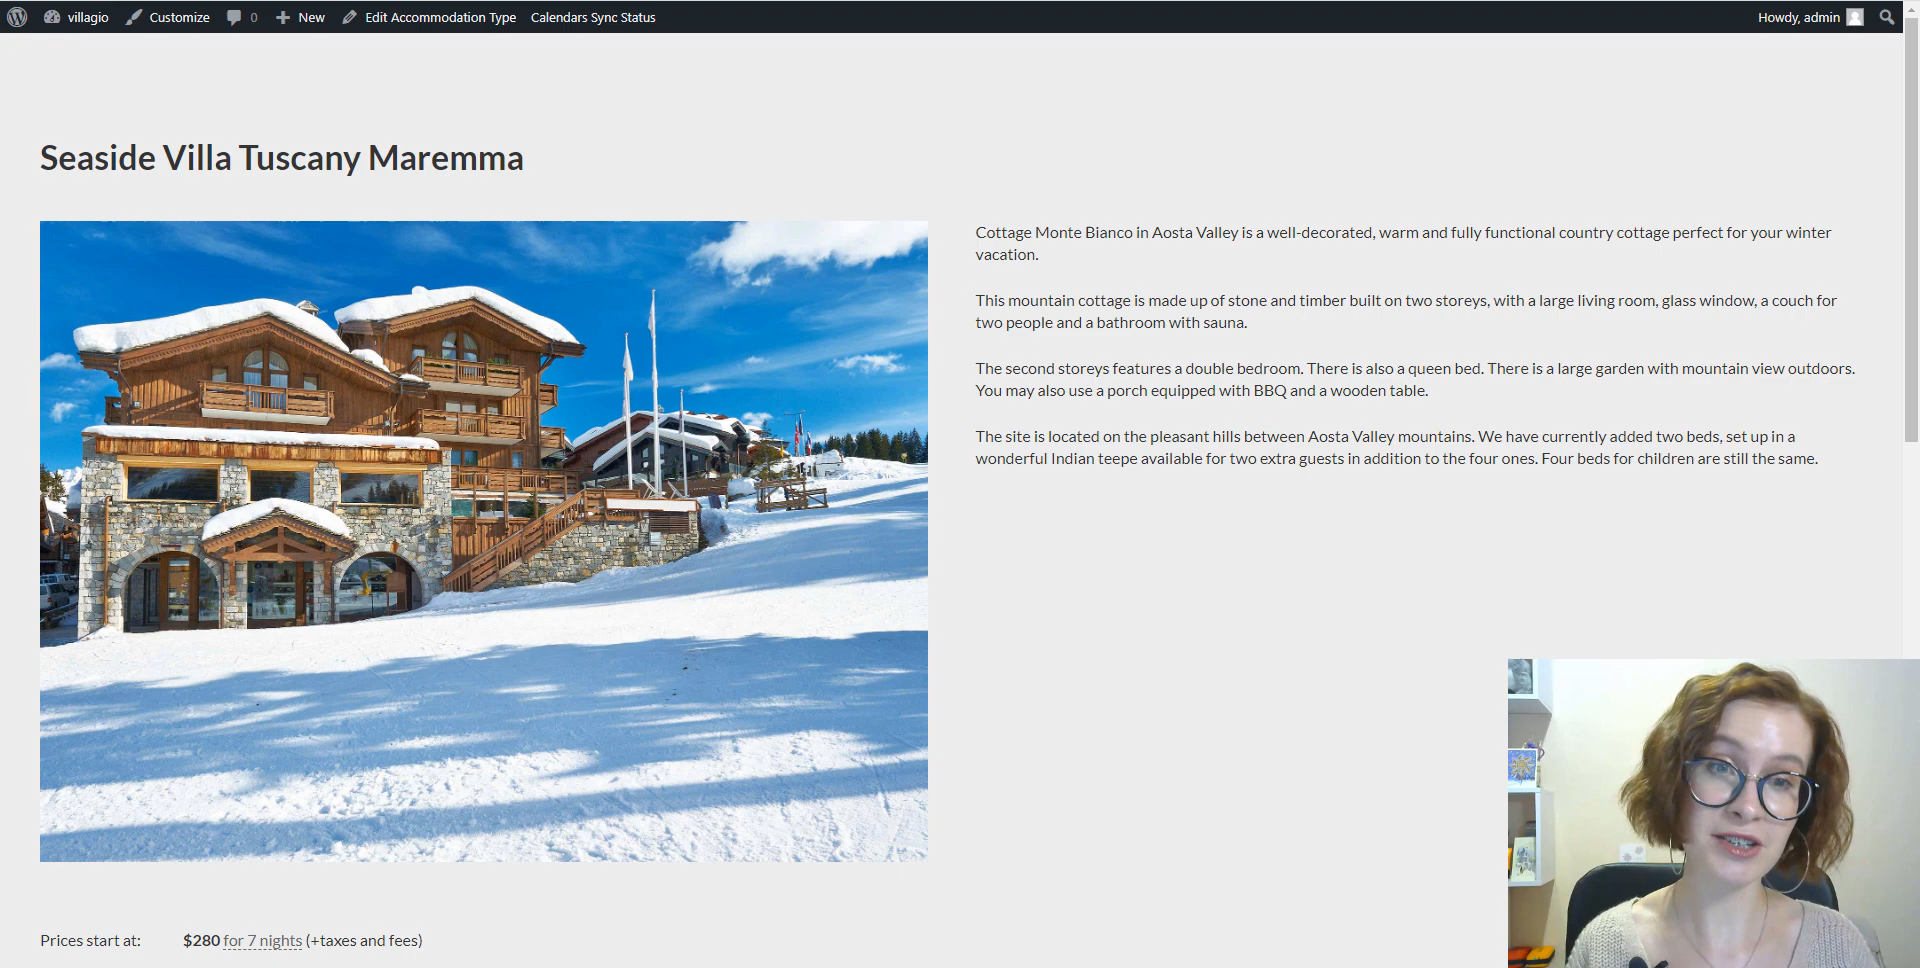 villagio Customize 0 New Edit Accommodation Type Calendars Sync Status Howdy, admin
Seaside Villa Tuscany Maremma
Cottage Monte Bianco in Aosta Valley is a well-decorated, warm and fully functional country cottage perfect for your winter
vacation.
This mountain cottage is made up of stone and timber built on two storeys, with a large living room, glass window, a couch for
two people and a bathroom with sauna.
The second storeys features a double bedroom. There is also a queen bed. There is a large garden with mountain view outdoors.
You may also use a porch equipped with BBQ and a wooden table.
The site is located on the pleasant hills between Aosta Valley mountains. We have currently added two beds, set up in a
wonderful Indian teepe available for two extra guests in addition to the four ones. Four beds for children are still the same.
Prices start at: $280 for 7 nights (+taxes and fees)